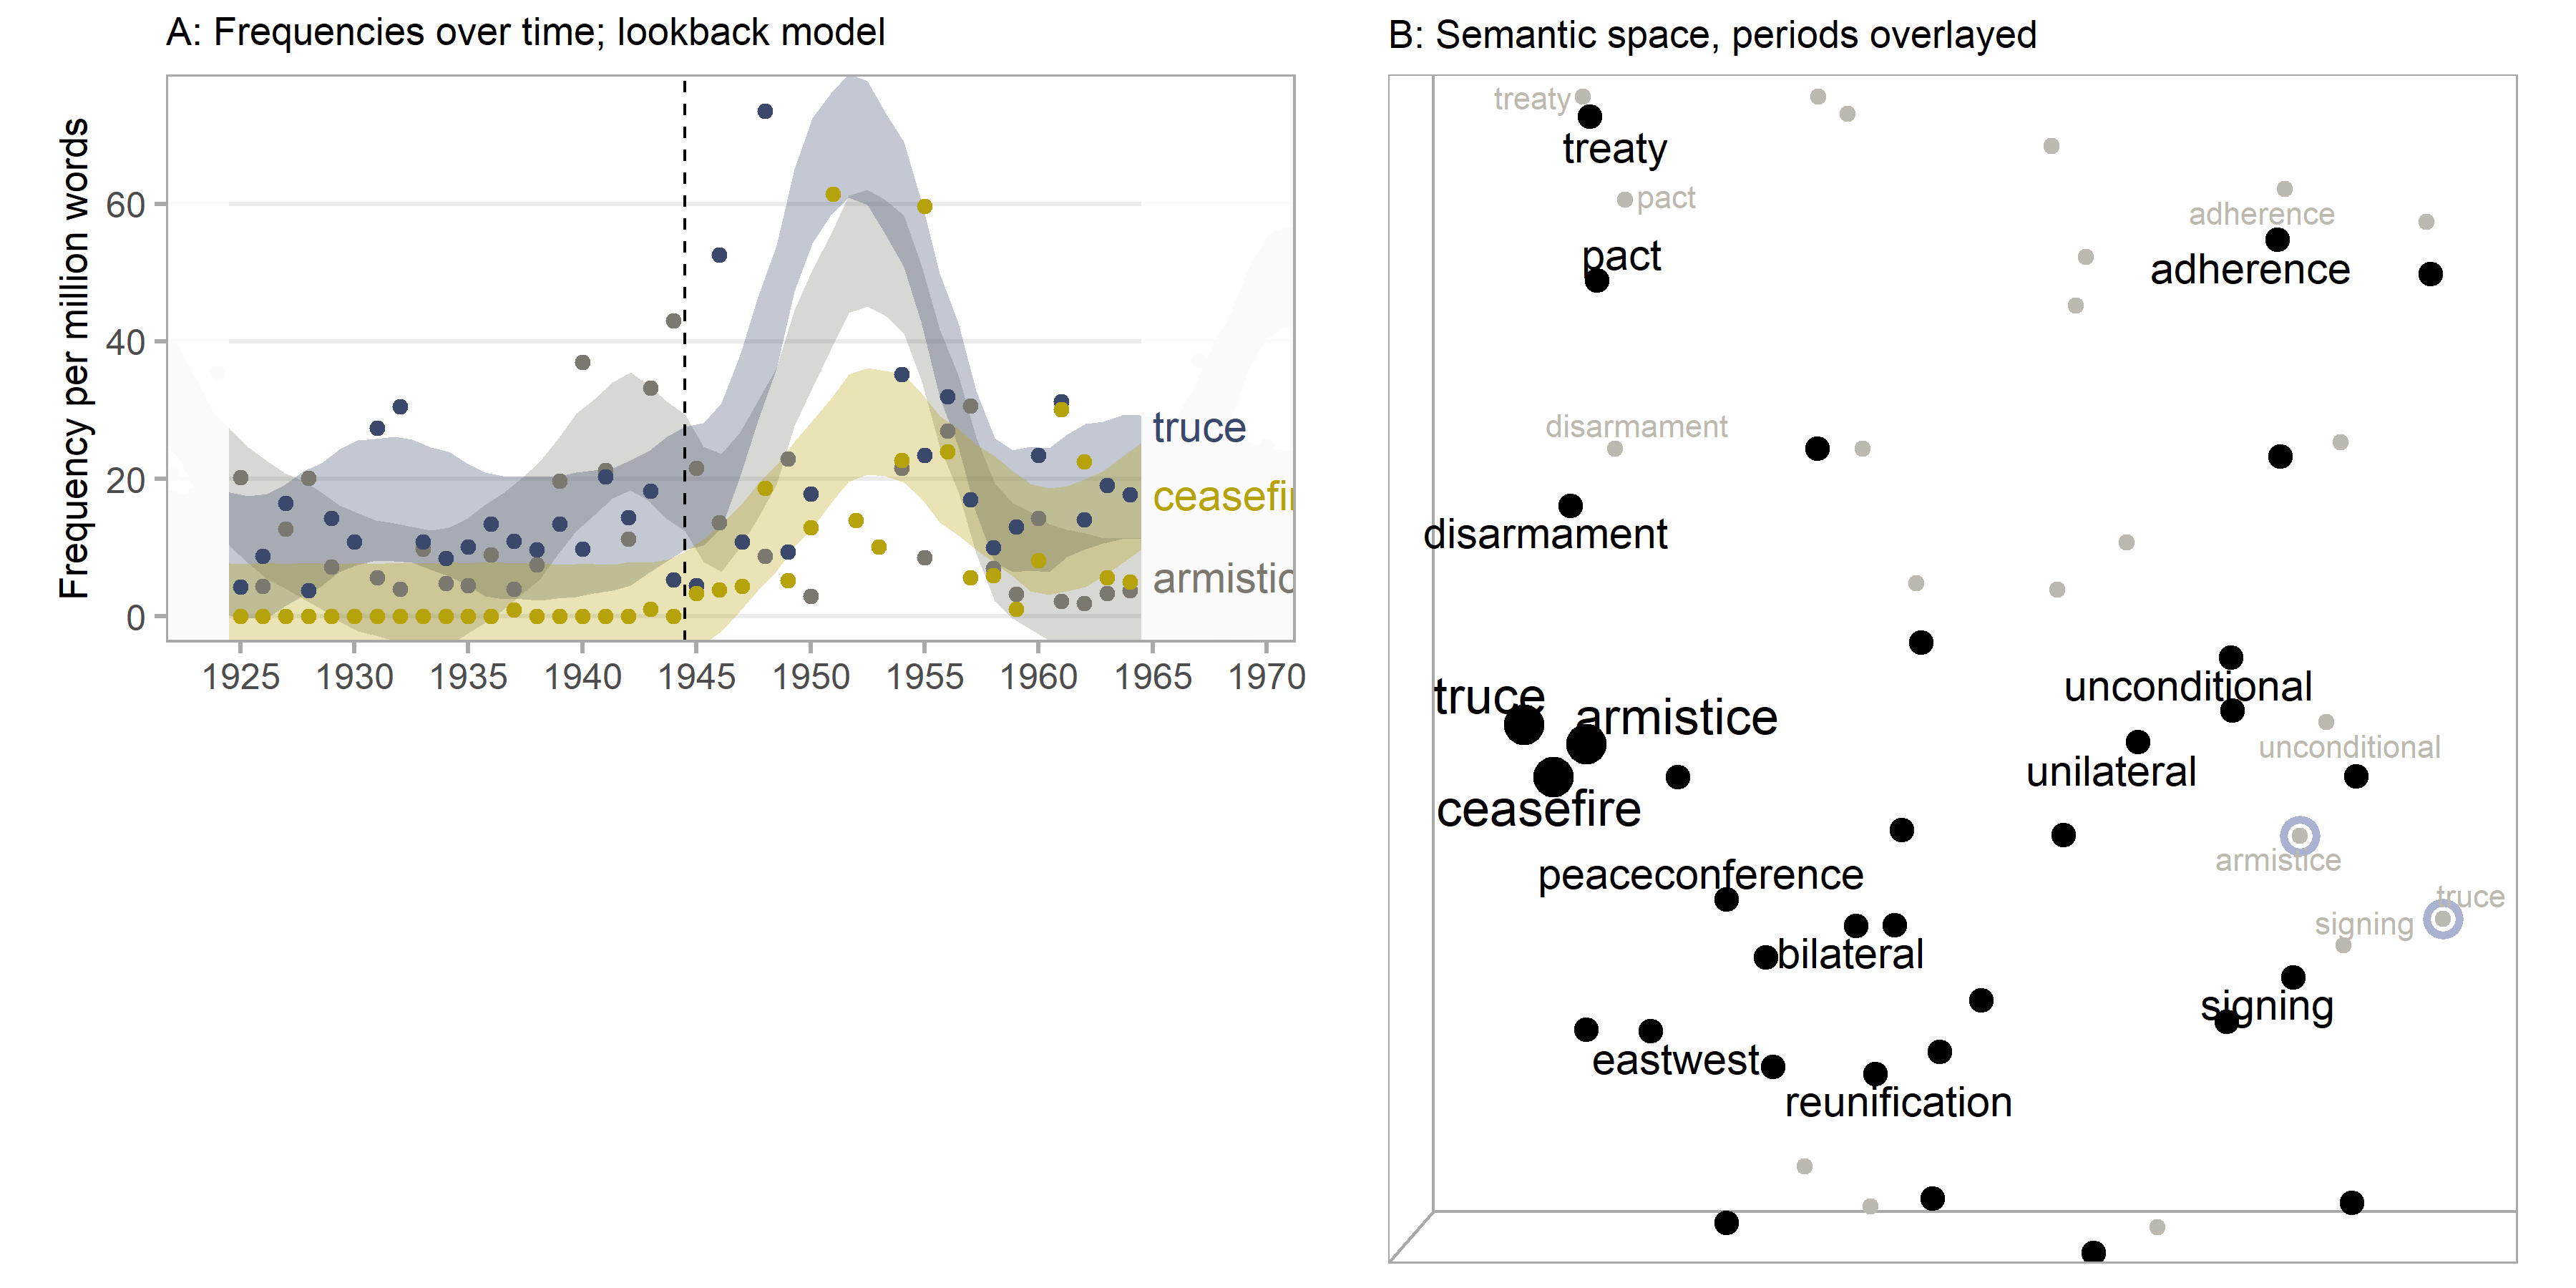 A: Frequencies over time; lookback model
Frequency per million words
60
40
20
0
1925 1930 1935 1940 1945 1950 1955 1960 1965 1970
truce
ceasefir
armistic
B: Semantic space, periods overlayed
treaty
treaty
pact
pact
adherence
adherence
disarmament
disarmament
truce
armistice
ceasefire
unconditional
unconditional
unilateral
armistice
peaceconference
truce
signing
bilateral
signing
eastwest
reunification